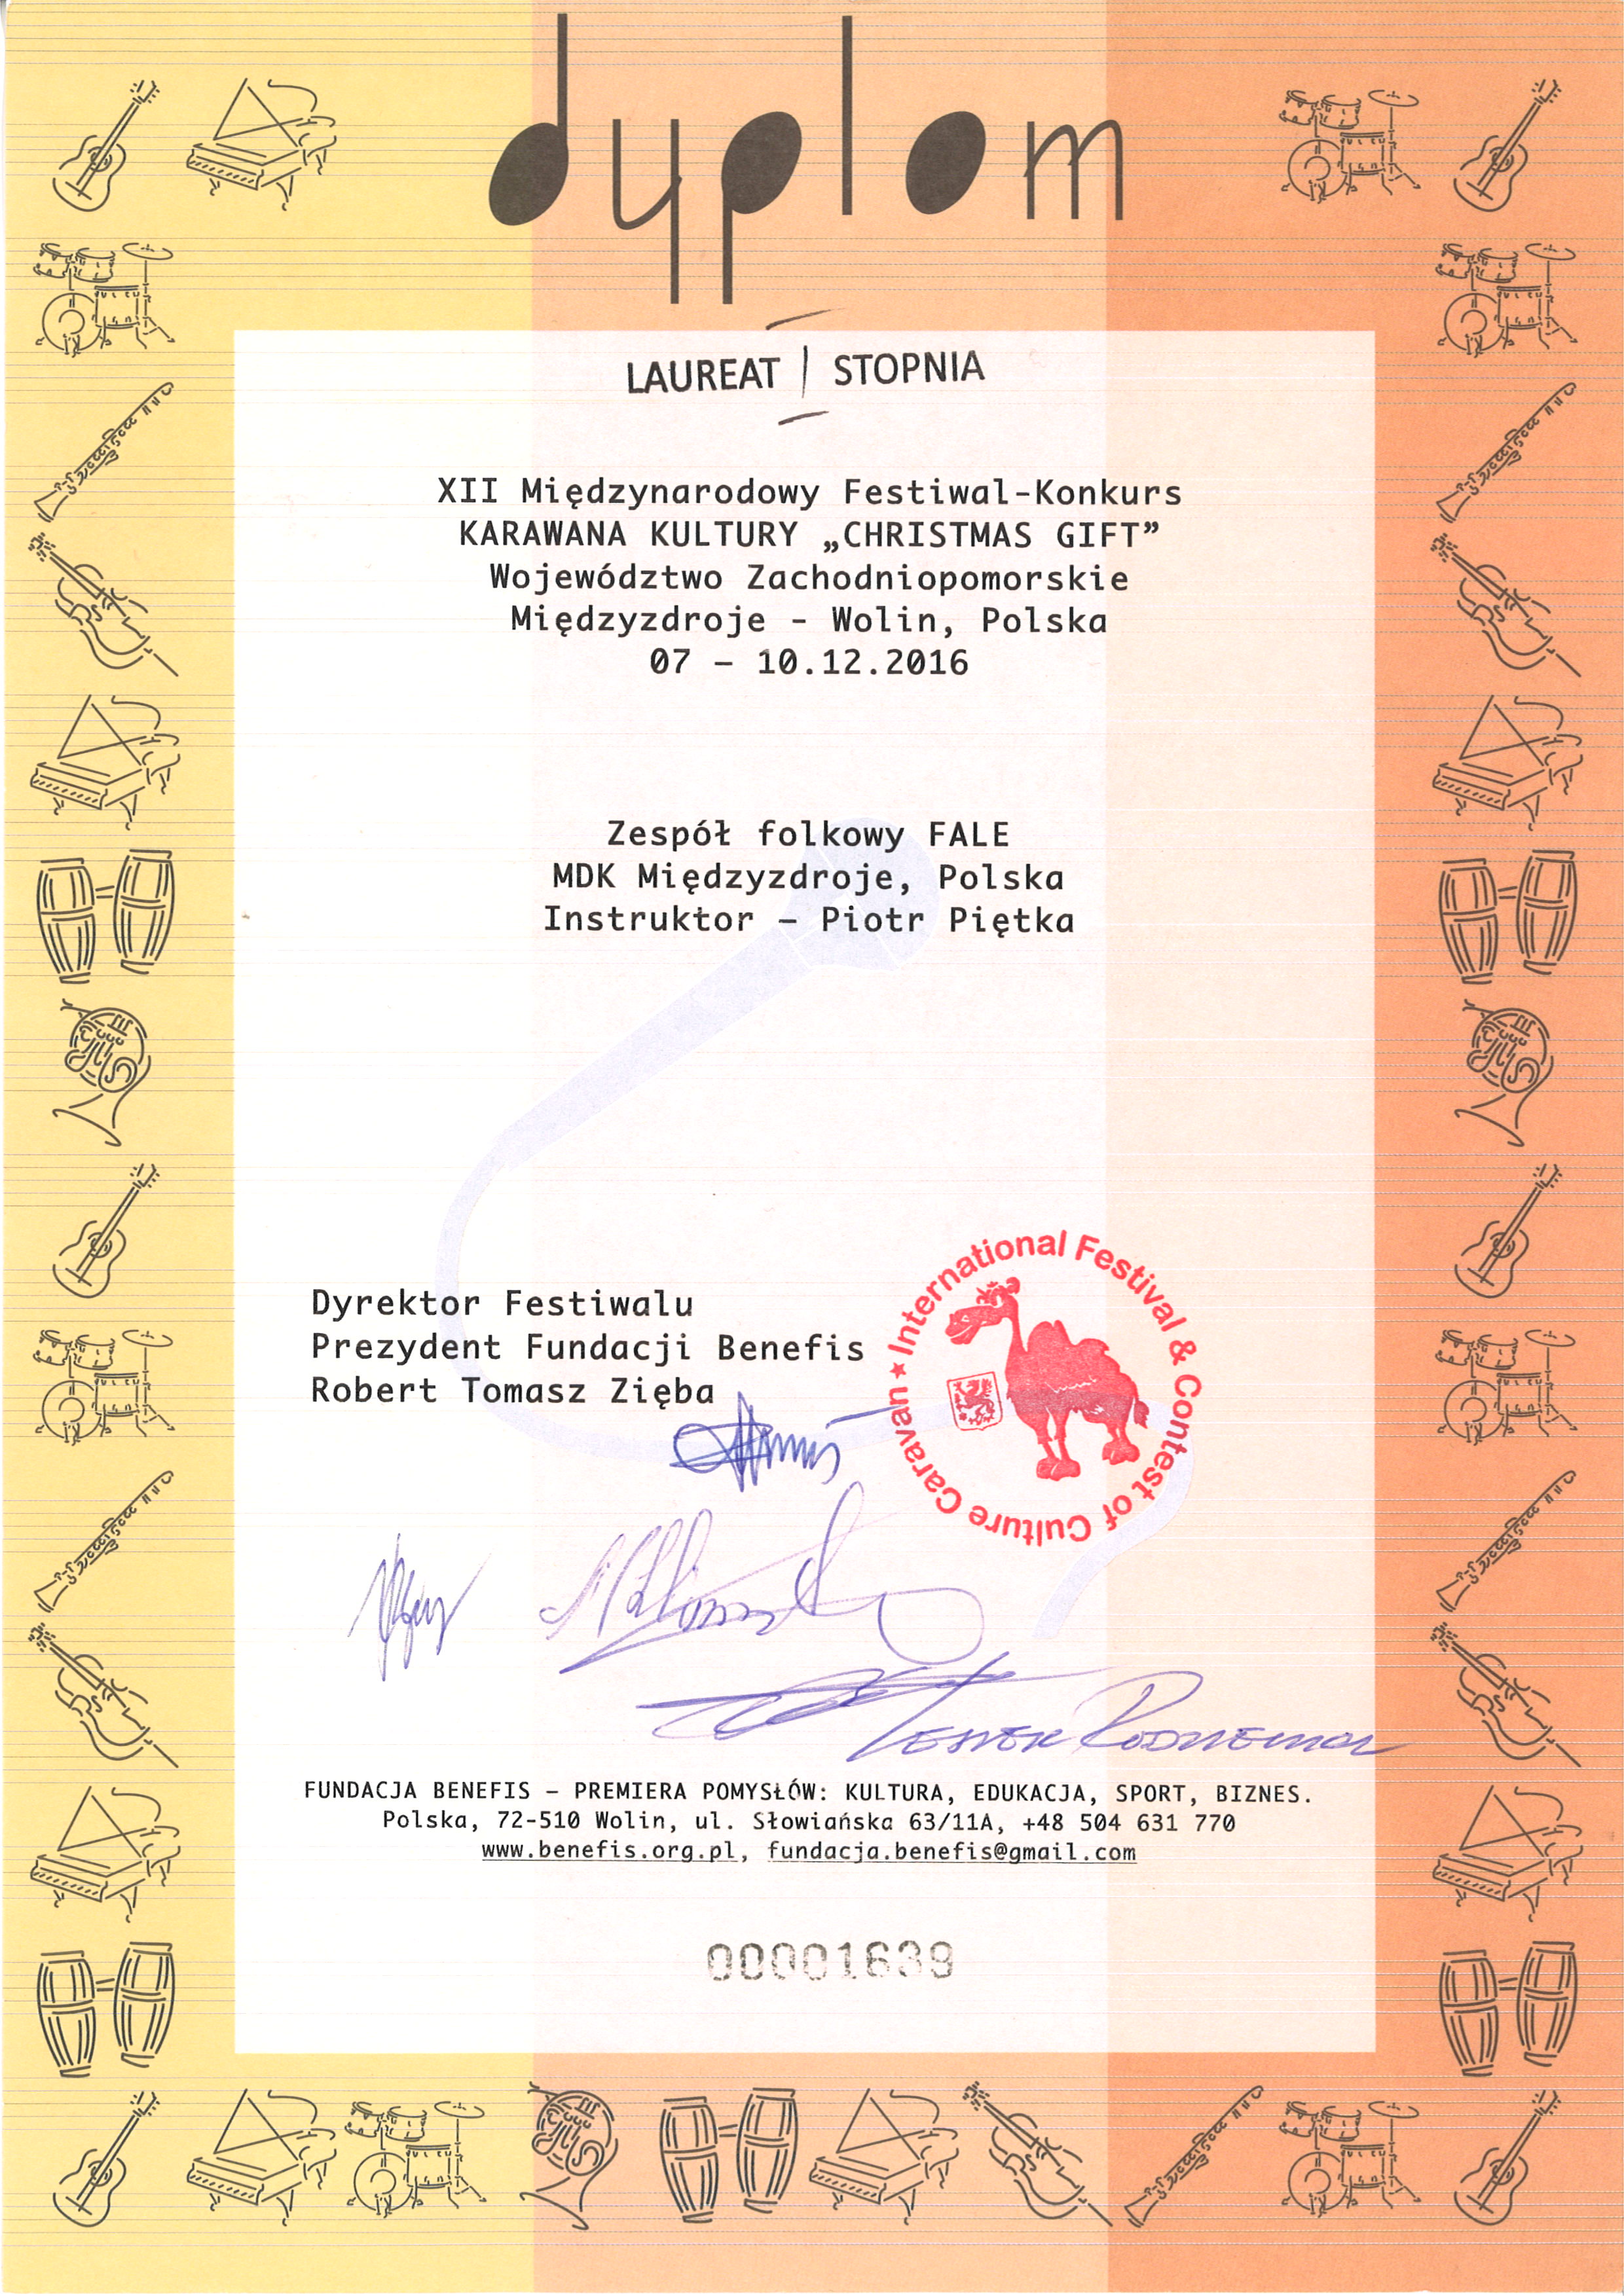 dyplom
LAUREAT I STOPNIA
XII Międzynarodowy Festiwal-Konkurs
KARAWANA KULTURY „CHRISTMAS GIFT”
Województwo Zachodniopomorskie
Międzyzdroje - Wolin, Polska
07 – 10.12.2016
Zespół folkowy FALE
MDK Międzyzdroje, Polska
Instruktor – Piotr Piętka
Dyrektor Festiwalu
Prezydent Fundacji Benefis
Robert Tomasz Zięba
International Festival & Contest of Culture Caravan
FUNDACJA BENEFIS – PREMIERA POMYSŁÓW: KULTURA, EDUKACJA, SPORT, BIZNES.
Polska, 72-510 Wolin, ul. Słowiańska 63/11A, +48 504 631 770
www.benefis.org.pl, fundacja.benefis@gmail.com
00001639